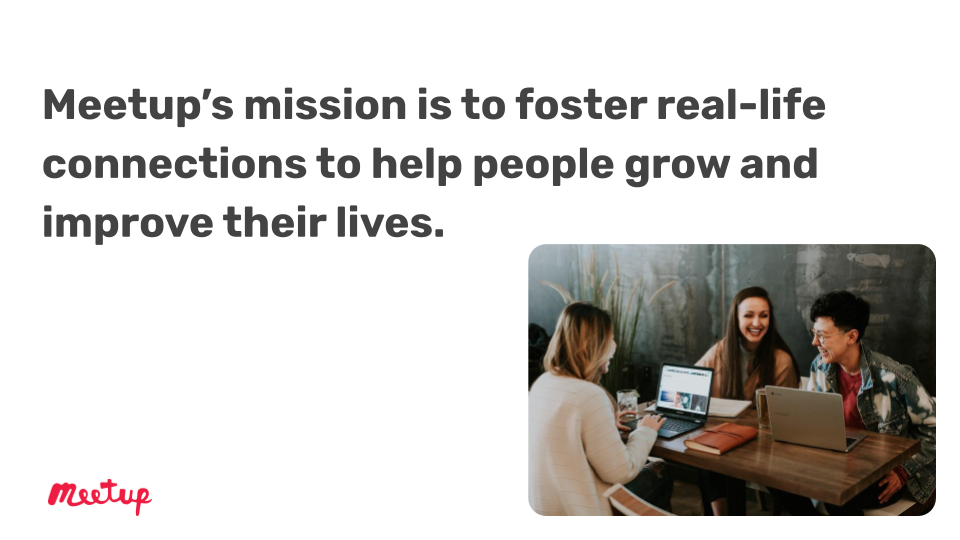 Meetup’s mission is to foster real-life
connections to help people grow and
improve their lives.
Meetup